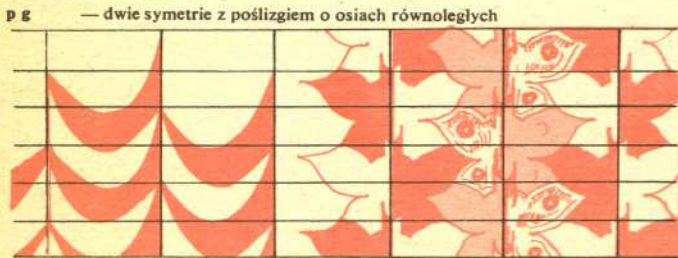 p g — dwie symetrie z poślizgiem o osiach równoległych